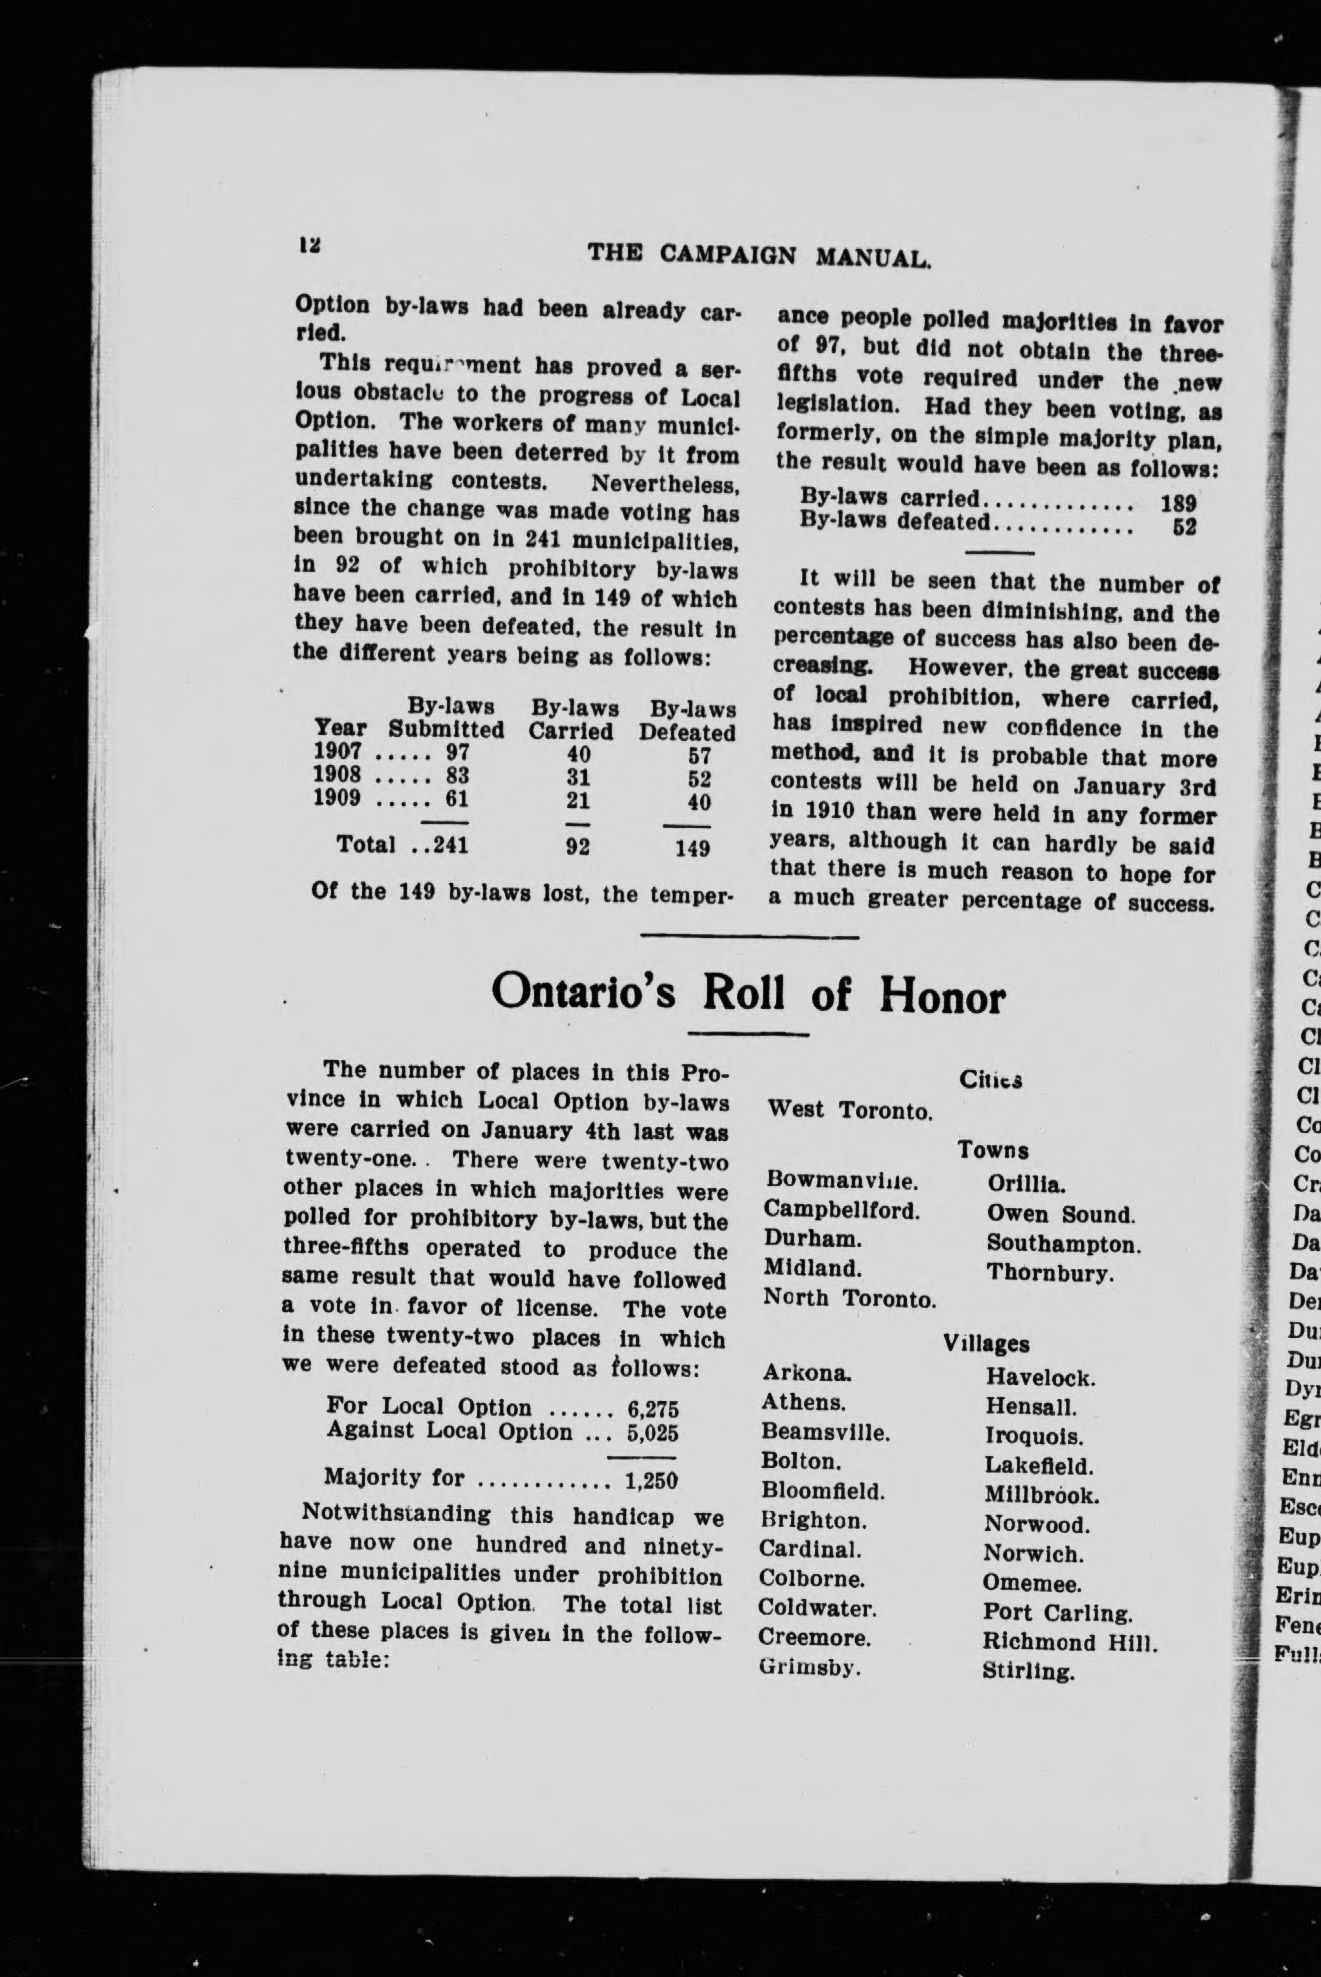 12
THE CAMPAIGN MANUAL.
Option by-laws had been already car-
ried.
This requirement has proved a ser-
ious obstacle to the progress of Local
Option. The workers of many munici-
palities have been deterred by it from
undertaking contests. Nevertheless,
since the change was made voting has
been brought on in 241 municipalities,
in 92 of which prohibitory by-laws
have been carried, and in 149 of which
they have been defeated, the result in
the different years being as follows:
By-laws By-laws By-laws
Year Submitted Carried Defeated
1907 ..... 97 40 57
1908 ..... 83 31 52
1909 ..... 61 21 40
Total ..241 92 149
Of the 149 by-laws lost, the temper-
ance people polled majorities in favor
of 97, but did not obtain the three-
fifths vote required under the new
legislation. Had they been voting, as
formerly, on the simple majority plan,
the result would have been as follows:
By-laws carried............. 189
By-laws defeated............ 52
It will be seen that the number of
contests has been diminishing, and the
percentage of success has also been de-
creasing. However, the great success
of local prohibition, where carried,
has inspired new confidence in the
method, and it is probable that more
contests will be held on January 3rd
in 1910 than were held in any former
years, although it can hardly be said
that there is much reason to hope for
a much greater percentage of success.
Ontario's Roll of Honor
The number of places in this Pro-
vince in which Local Option by-laws
were carried on January 4th last was
twenty-one. There were twenty-two
other places in which majorities were
polled for prohibitory by-laws, but the
three-fifths operated to produce the
same result that would have followed
a vote in favor of license. The vote
in these twenty-two places in which
we were defeated stood as follows:
For Local Option ...... 6,275
Against Local Option ... 5,025
Majority for ............ 1,250
Notwithstanding this handicap we
have now one hundred and ninety-
nine municipalities under prohibition
through Local Option. The total list
of these places is given in the follow-
ing table:
Cities
West Toronto.
Towns
Bowmanville. Orillia.
Campbellford. Owen Sound.
Durham. Southampton.
Midland. Thornbury.
North Toronto.
Villages
Arkona. Havelock.
Athens. Hensall.
Beamsville. Iroquois.
Bolton. Lakefield.
Bloomfield. Millbrook.
Brighton. Norwood.
Cardinal. Norwich.
Colborne. Omemee.
Coldwater. Port Carling.
Creemore. Richmond Hill.
Grimsby. Stirling.